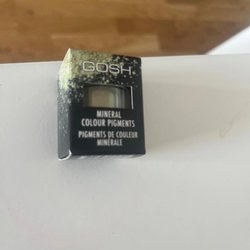 GOSH
MINERAL
COLOUR PIGMENTS
PIGMENTS DE COULEUR
MINÉRALE